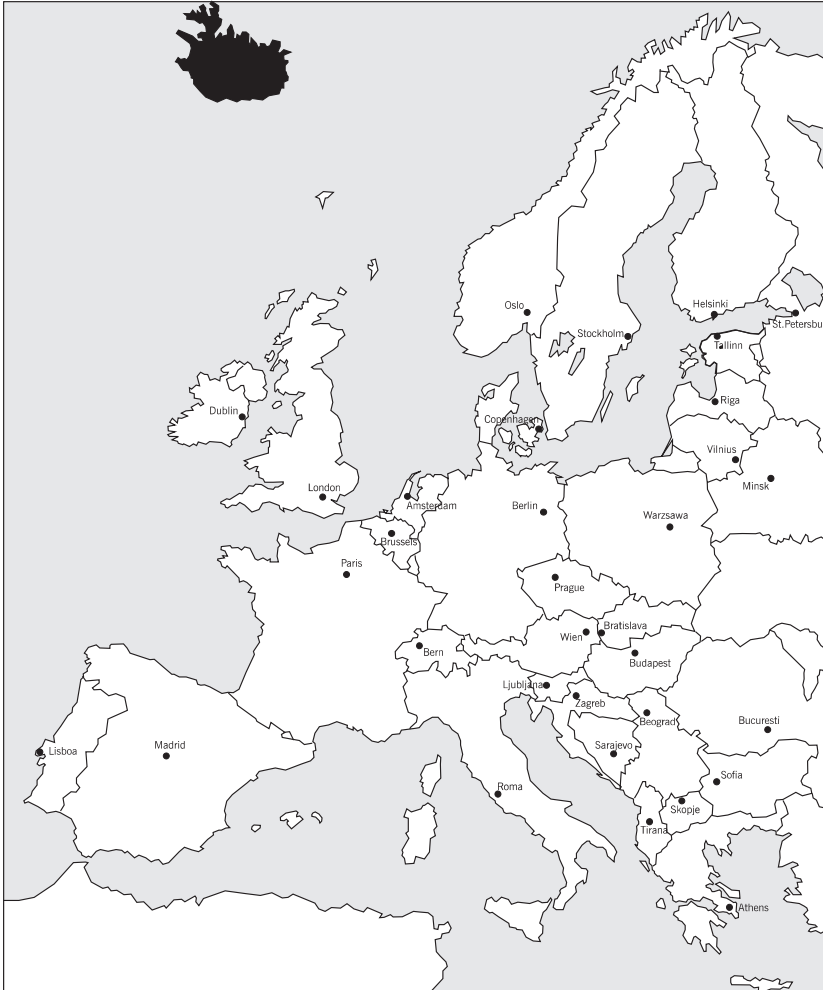 Oslo
Helsinki
St.Petersbu
Stockholm
Tallinn
Riga
Dublin
Copenhagen
Vilnius
Minsk
London
Amsterdam
Berlin
Warzsawa
Brussels
Paris
Prague
Wien
Bratislava
Bern
Budapest
Ljubljana
Zagreb
Beograd
Bucuresti
Lisboa
Madrid
Sarajevo
Sofia
Roma
Skopje
Tirana
Athens